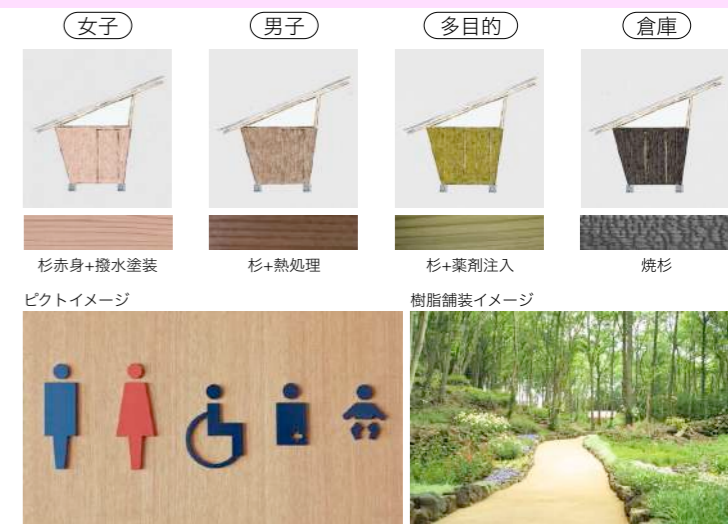 女子
男子
多目的
倉庫
杉赤身+撥水塗装
杉+熱処理
杉+薬剤注入
焼杉
ピクトイメージ
樹脂舗装イメージ